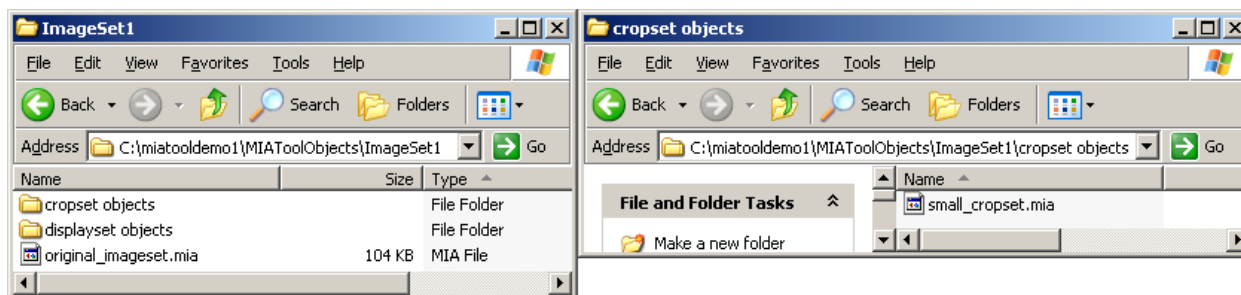 ImageSet1
File Edit View Favorites Tools Help
Back Search Folders
Address C:\miatooldemo1\MIAToolObjects\ImageSet1 Go
Name Size Type
cropset objects File Folder
displayset objects File Folder
original_imageset.mia 104 KB MIA File
cropset objects
File Edit View Favorites Tools Help
Back Search Folders
Address C:\miatooldemo1\MIAToolObjects\ImageSet1\cropset objects Go
File and Folder Tasks
Make a new folder
Name
small_cropset.mia